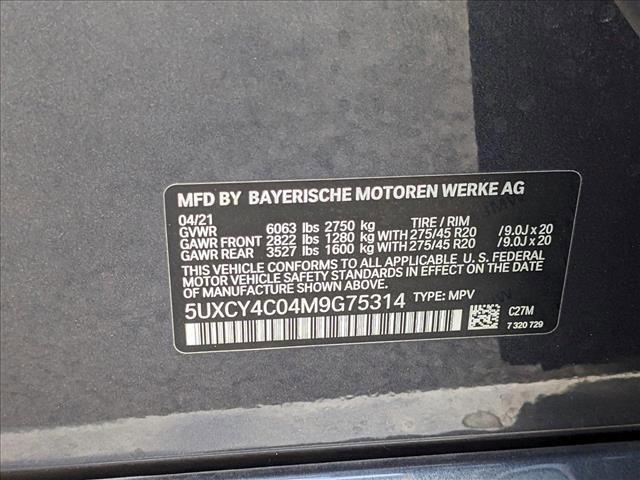 MFD BY BAYERISCHE MOTOREN WERKE AG
04/21
GVWR 6063 lbs 2750 kg TIRE / RIM
GAWR FRONT 2822 lbs 1280 kg WITH 275/45 R20 /9.0J x 20
GAWR REAR 3527 lbs 1600 kg WITH 275/45 R20 /9.0J x 20
THIS VEHICLE CONFORMS TO ALL APPLICABLE U.S. FEDERAL
MOTOR VEHICLE SAFETY STANDARDS IN EFFECT ON THE
DATE OF MANUFACTURE SHOWN ABOVE.
5UXCY4C04M9G75314 TYPE: MPV
C27M
7 320 729